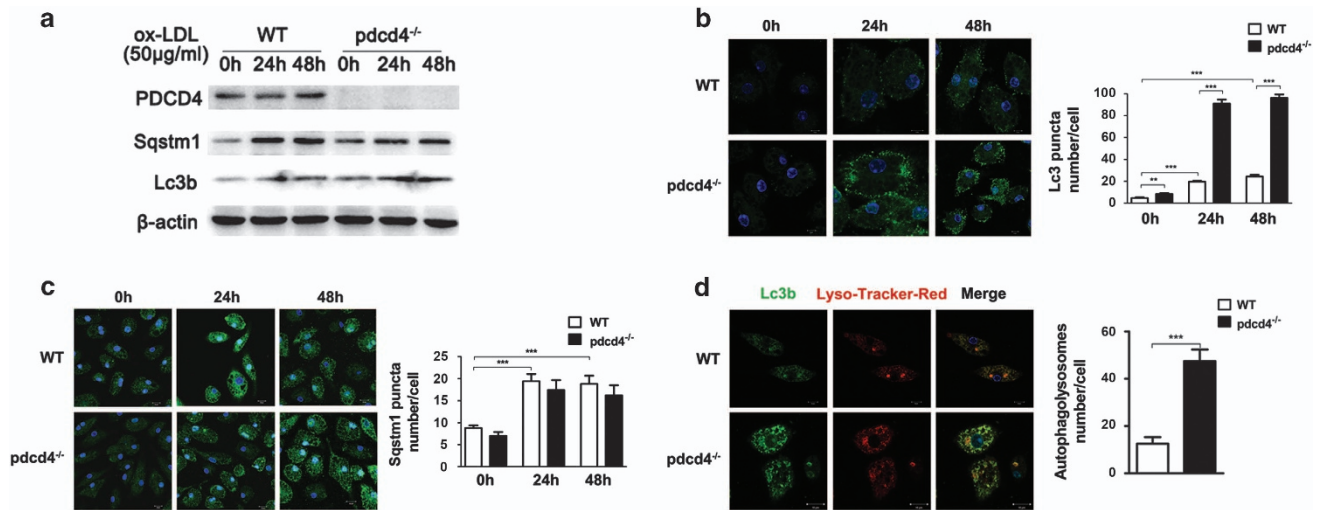 a
ox-LDL
(50μg/ml)
WT pdcd4-/-
0h 24h 48h 0h 24h 48h
PDCD4
Sqstm1
Lc3b
β-actin
b
0h 24h 48h
WT
pdcd4-/-
WT
pdcd4-/-
Lc3 puncta
number/cell
100
80
60
40
20
0
***
***
**
***
***
0h 24h 48h
c
0h 24h 48h
WT
pdcd4-/-
WT
pdcd4-/-
Sqstm1 puncta
number/cell
25
20
15
10
5
0
***
***
0h 24h 48h
d
Lc3b Lyso-Tracker-Red Merge
WT
pdcd4-/-
WT
pdcd4-/-
Autophagolysosomes
number/cell
60
40
20
0
***